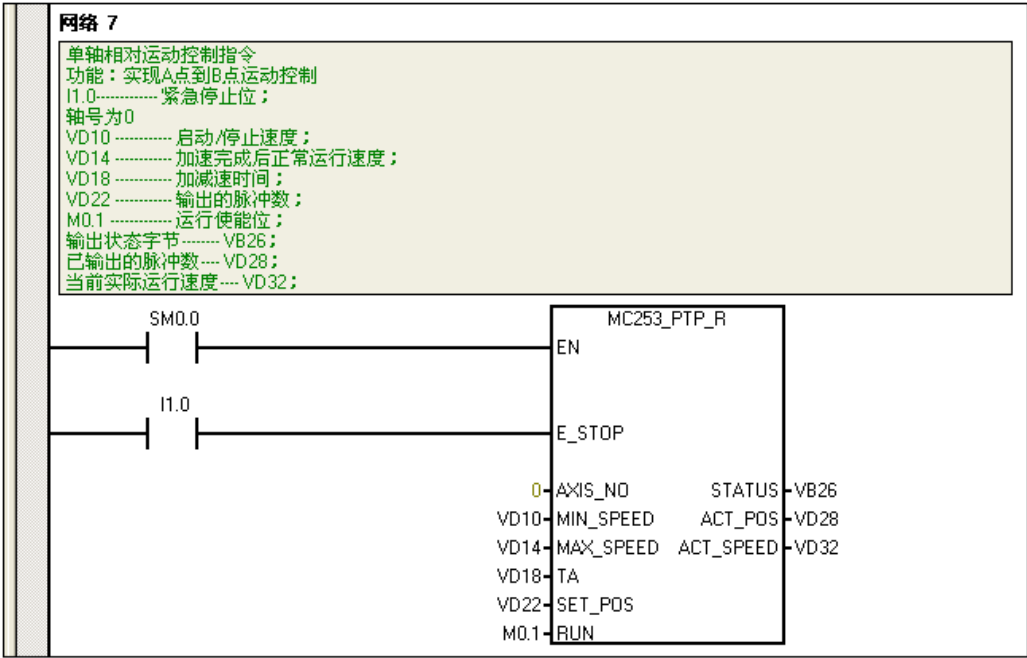 网络 7
单轴相对运动控制指令
功能：实现A点到B点运动控制
I1.0------------'紧急停止位；
轴号为0
VD10 ----------- 启动/停止速度；
VD14 ----------- 加速完成后正常运行速度；
VD18 ----------- 加减速时间；
VD22 ----------- 输出的脉冲数；
M0.1 ------------ 运行使能位；
输出状态字节-------- VB26；
已输出的脉冲数---- VD28；
当前实际运行速度---- VD32；
SM0.0
MC253_PTP_R
EN
I1.0
E_STOP
0 AXIS_NO STATUS VB26
VD10 MIN_SPEED ACT_POS VD28
VD14 MAX_SPEED ACT_SPEED VD32
VD18 TA
VD22 SET_POS
M0.1 RUN